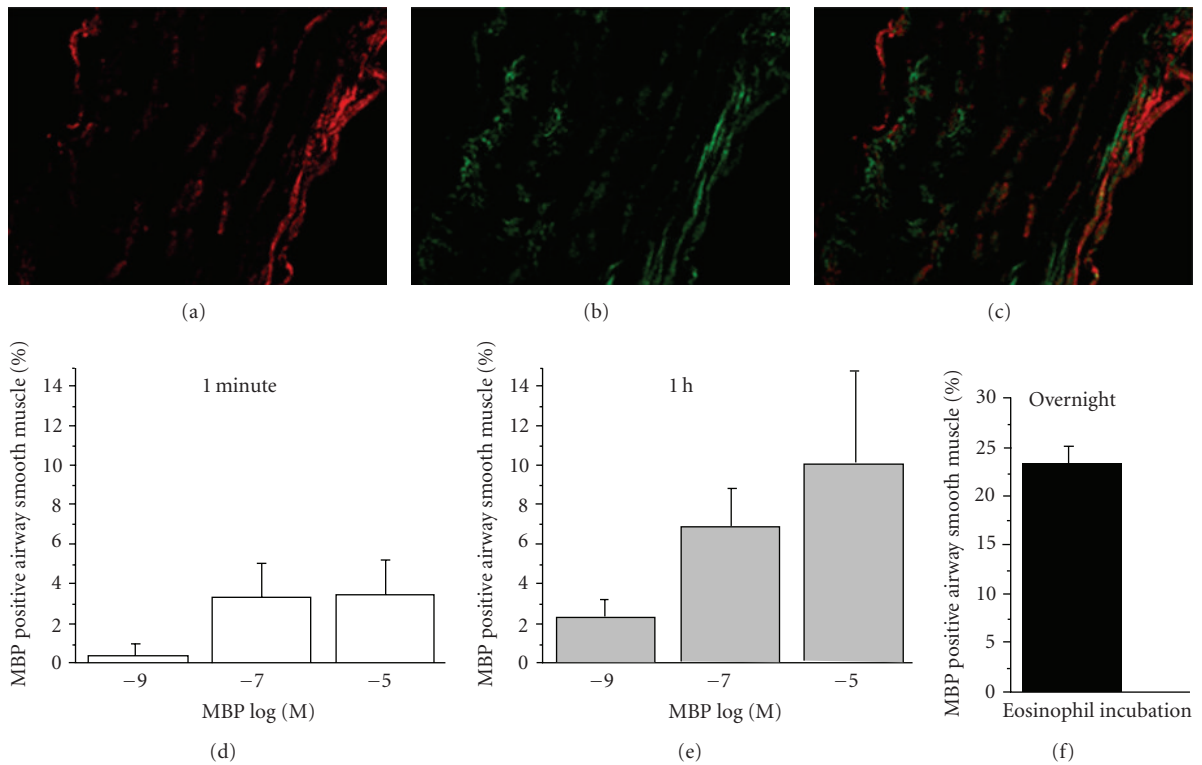 (a)
(b)
(c)
MBP positive airway smooth muscle (%)
14
12
10
8
6
4
2
0
1 minute
−9
−7
−5
MBP log (M)
(d)
MBP positive airway smooth muscle (%)
14
12
10
8
6
4
2
0
1 h
−9
−7
−5
MBP log (M)
(e)
MBP positive airway smooth muscle (%)
30
25
20
15
23
5
0
Overnight
Eosinophil incubation
(f)